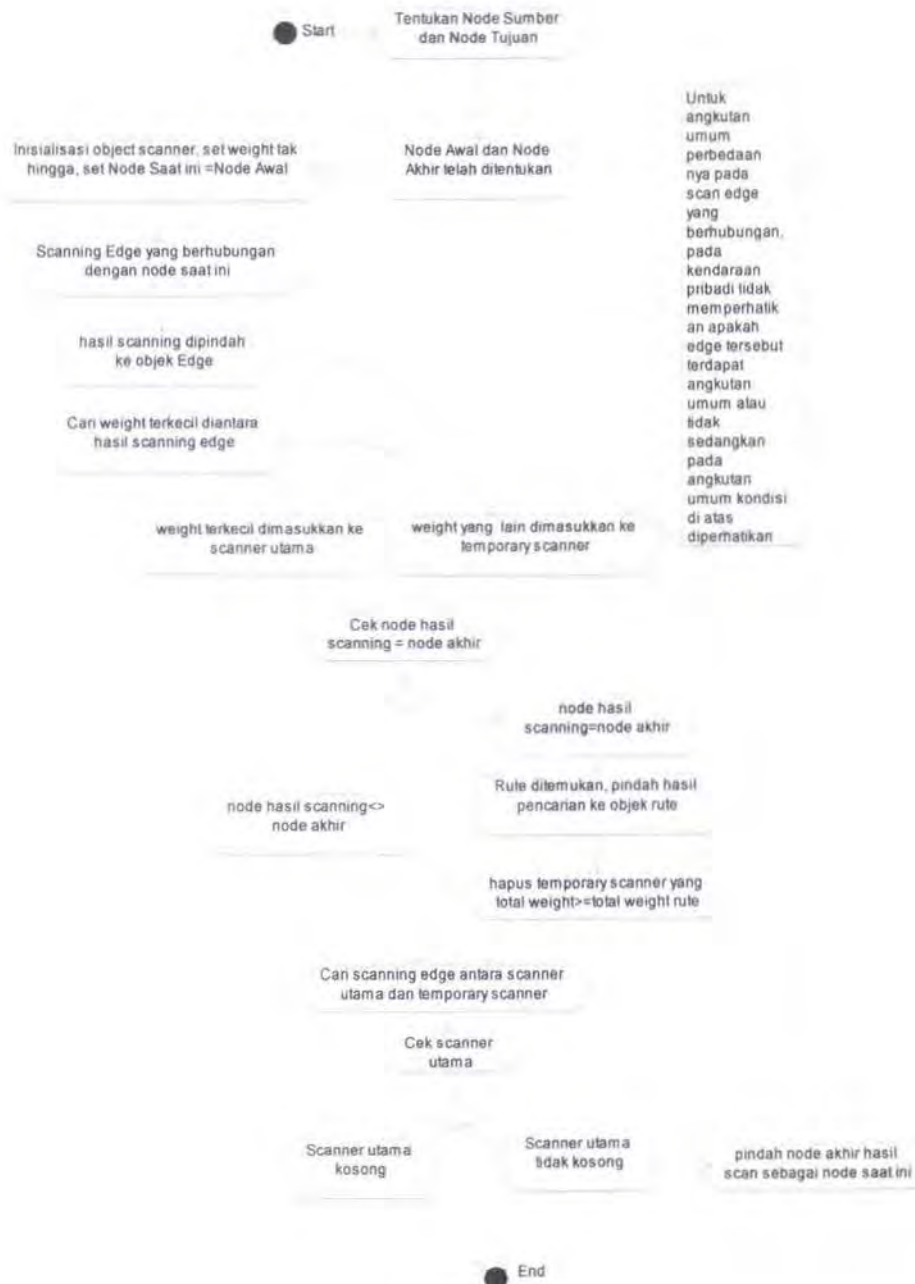 Start
Tentukan Node Sumber
dan Node Tujuan
Inisialisasi object scanner, set weight tak
hingga, set Node Saat ini =Node Awal
Node Awal dan Node
Akhir telah ditentukan
Untuk
angkutan
umum
perbedaan
nya pada
scan edge
yang
berhubungan,
pada
kendaraan
pribadi tidak
memperhatik
an apakah
edge tersebut
terdapat
angkutan
umum atau
tidak
sedangkan
pada
angkutan
umum kondisi
di atas
diperhatikan
Scanning Edge yang berhubungan
dengan node saat ini
hasil scanning dipindah
ke objek Edge
Cari weight terkecil diantara
hasil scanning edge
weight terkecil dimasukkan ke
scanner utama
weight yang lain dimasukkan ke
temporary scanner
Cek node hasil
scanning = node akhir
node hasil
scanning=node akhir
node hasil scanning<>
node akhir
Rute ditemukan, pindah hasil
pencarian ke objek rute
hapus temporary scanner yang
total weight>=total weight rute
Cari scanning edge antara scanner
utama dan temporary scanner
Cek scanner
utama
Scanner utama
kosong
Scanner utama
tidak kosong
pindah node akhir hasil
scan sebagai node saat ini
End